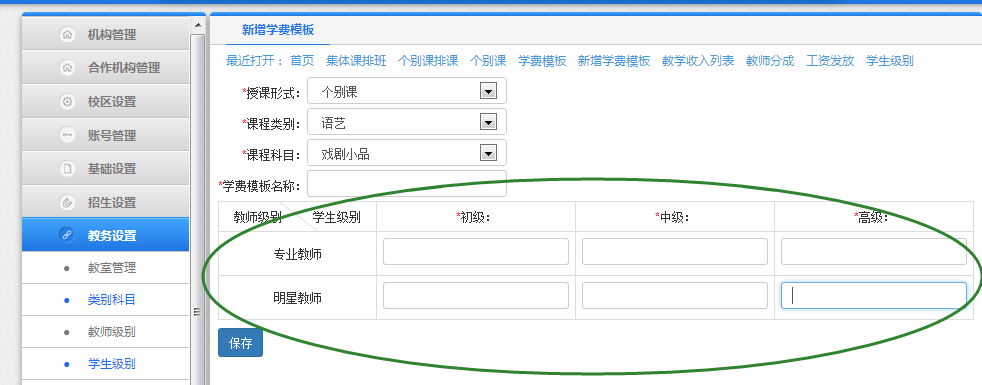 机构管理
合作机构管理
校区设置
账号管理
基础设置
招生设置
教务设置
教室管理
类别科目
教师级别
学生级别
新增学费模板
最近打开： 首页 集体课排班 个别课排课 个别课 学费模板 新增学费模板 教学收入列表 教师分成 工资发放 学生级别
*授课形式： 个别课
*课程类别： 语艺
*课程科目： 戏剧小品
*学费模板名称：
教师级别 学生级别 *初级： *中级： *高级：
专业教师
明星教师
保存